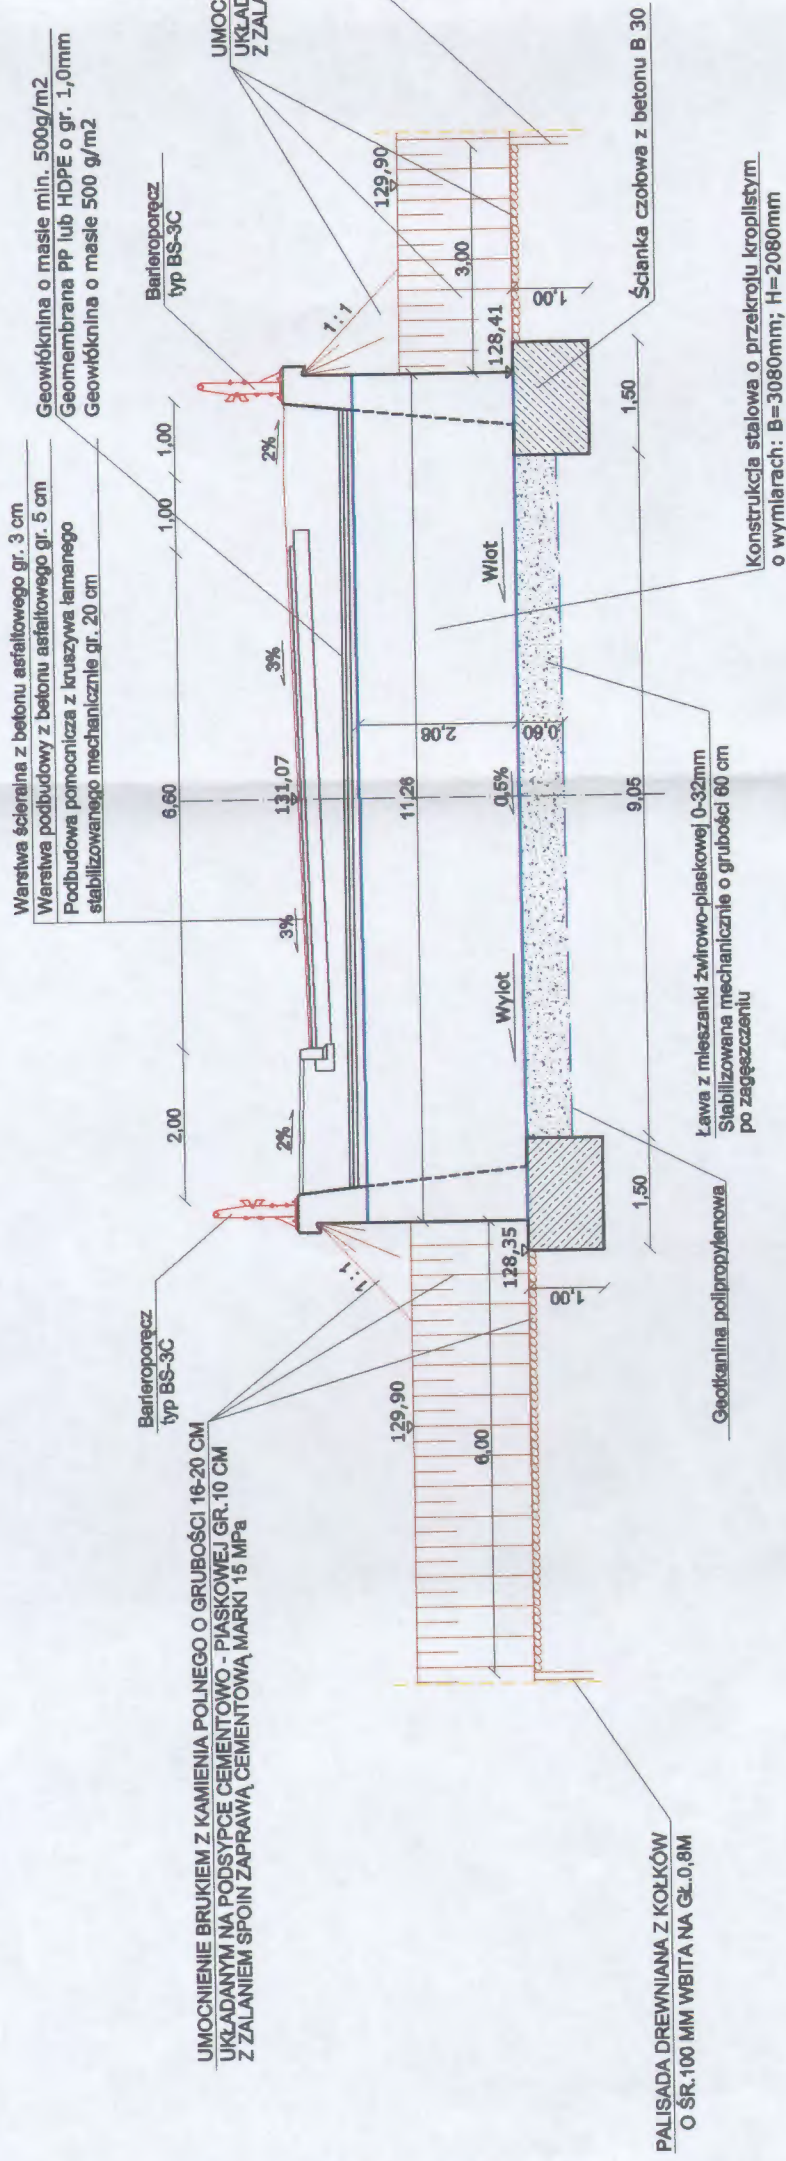 Warstwa ścieralna z betonu asfaltowego gr. 3 cm
Warstwa podbudowy z betonu asfaltowego gr. 5 cm
Podbudowa pomocnicza z kruszywa łamanego
stabilizowanego mechanicznie gr. 20 cm
Geowłóknina o masie min. 500g/m2
Geomembrana PP lub HDPE o gr. 1,0mm
Geowłóknina o masie 500 g/m2
Barieroporęcz
typ BS-3C
Barieroporęcz
typ BS-3C
UMOC
UKŁAD
Z ZALA
UMOCNIENIE BRUKIEM Z KAMIENIA POLNEGO O GRUBOŚCI 16-20 CM
UKŁADANYM NA PODSYPCE CEMENTOWO - PIASKOWEJ GR.10 CM
Z ZALANIEM SPOIN ZAPRAWĄ CEMENTOWĄ MARKI 15 MPa
2,00
6,60
1,00
1,00
2%
3%
131,07
3%
2%
1:1
1:1
129,90
129,90
6,00
11,26
3,00
2,08
0,60
128,35
128,41
Wylot
0,5%
Wlot
1,00
1,00
1,50
9,05
1,50
Ścianka czołowa z betonu B 30
Konstrukcja stalowa o przekroju kroplistym
o wymiarach: B=3080mm; H=2080mm
Ława z mieszanki żwirowo-piaskowej 0-32mm
Stabilizowana mechanicznie o grubości 60 cm
po zagęszczeniu
Geotkanina polipropylenowa
PALISADA DREWNIANA Z KOŁKÓW
O ŚR.100 MM WBITA NA GŁ.0,8M